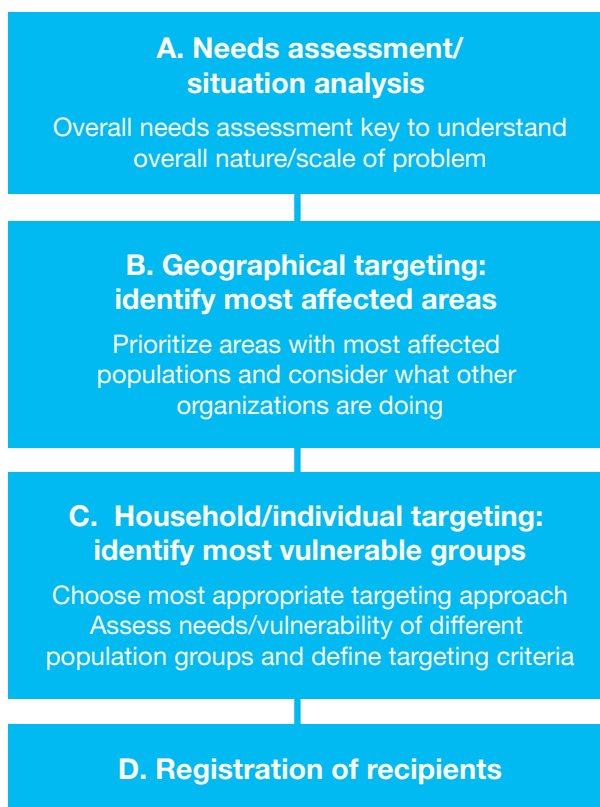 A. Needs assessment/
situation analysis
Overall needs assessment key to understand
overall nature/scale of problem
B. Geographical targeting:
identify most affected areas
Prioritize areas with most affected
populations and consider what other
organizations are doing
C. Household/individual targeting:
identify most vulnerable groups
Choose most appropriate targeting approach
Assess needs/vulnerability of different
population groups and define targeting criteria
D. Registration of recipients